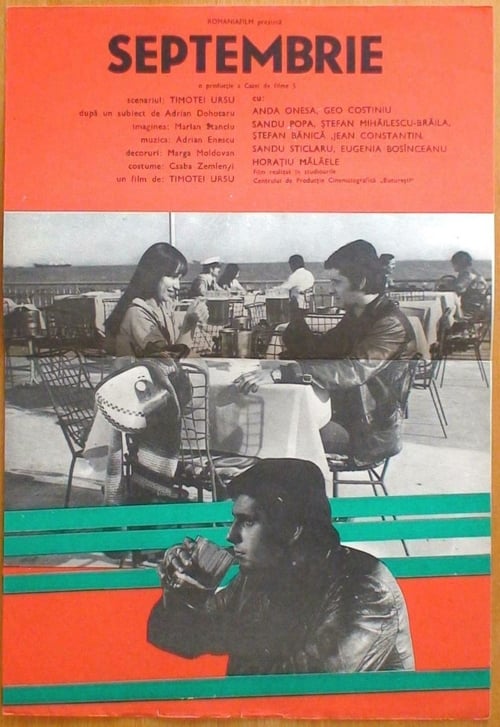 ROMANIAFILM prezintă
SEPTEMBRIE
o producție a Casei de filme 5
scenariul: TIMOTEI URSU
după un subiect de Adrian Dohotaru
imaginea: Marian Stanciu
muzica: Adrian Enescu
decoruri: Marga Moldovan
costume: Csaba Zemlenyi
un film de: TIMOTEI URSU
cu:
ANDA ONESA, GEO COSTINIU
SANDU POPA, ȘTEFAN MIHĂILESCU-BRĂILA,
ȘTEFAN BĂNICĂ, JEAN CONSTANTIN,
SANDU STICLARU, EUGENIA BOSÎNCEANU
HORAȚIU MĂLĂELE
Film realizat în studiourile
Centrului de Producție Cinematografică „București”